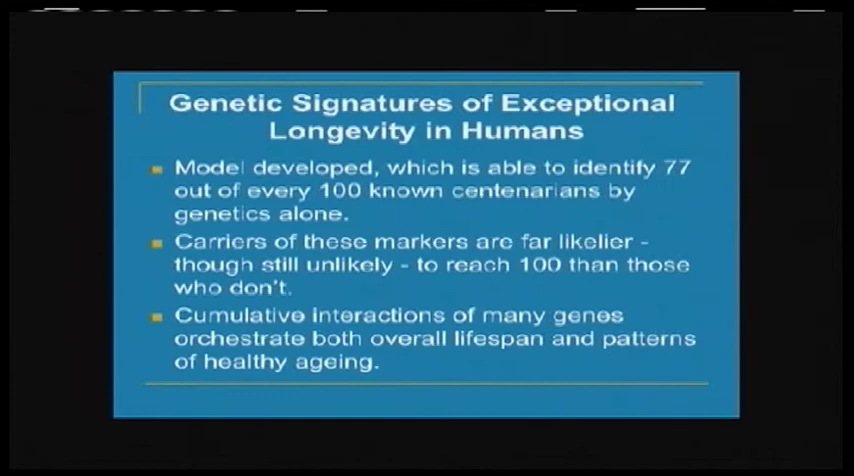 Genetic Signatures of Exceptional
Longevity in Humans
Model developed, which is able to identify 77
out of every 100 known centenarians by
genetics alone.
Carriers of these markers are far likelier -
though still unlikely - to reach 100 than those
who don't.
Cumulative interactions of many genes
orchestrate both overall lifespan and patterns
of healthy ageing.